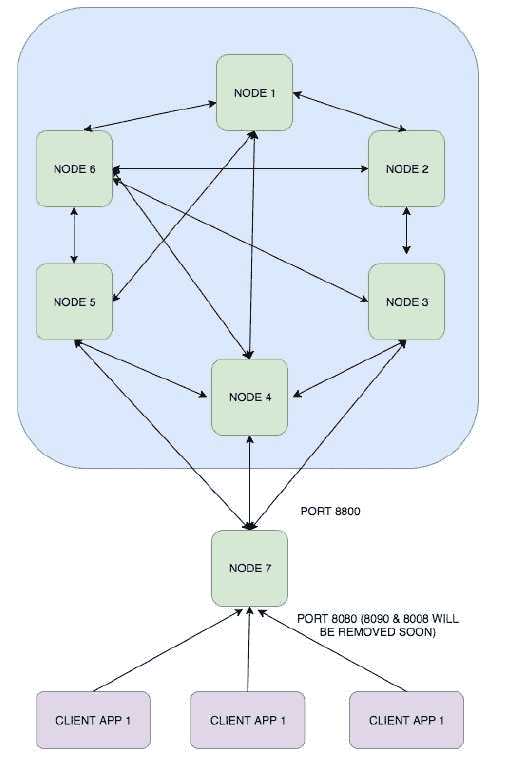 NODE 1
NODE 6
NODE 2
NODE 5
NODE 3
NODE 4
PORT 8800
NODE 7
PORT 8080 (8090 & 8008 WILL
BE REMOVED SOON)
CLIENT APP 1
CLIENT APP 1
CLIENT APP 1